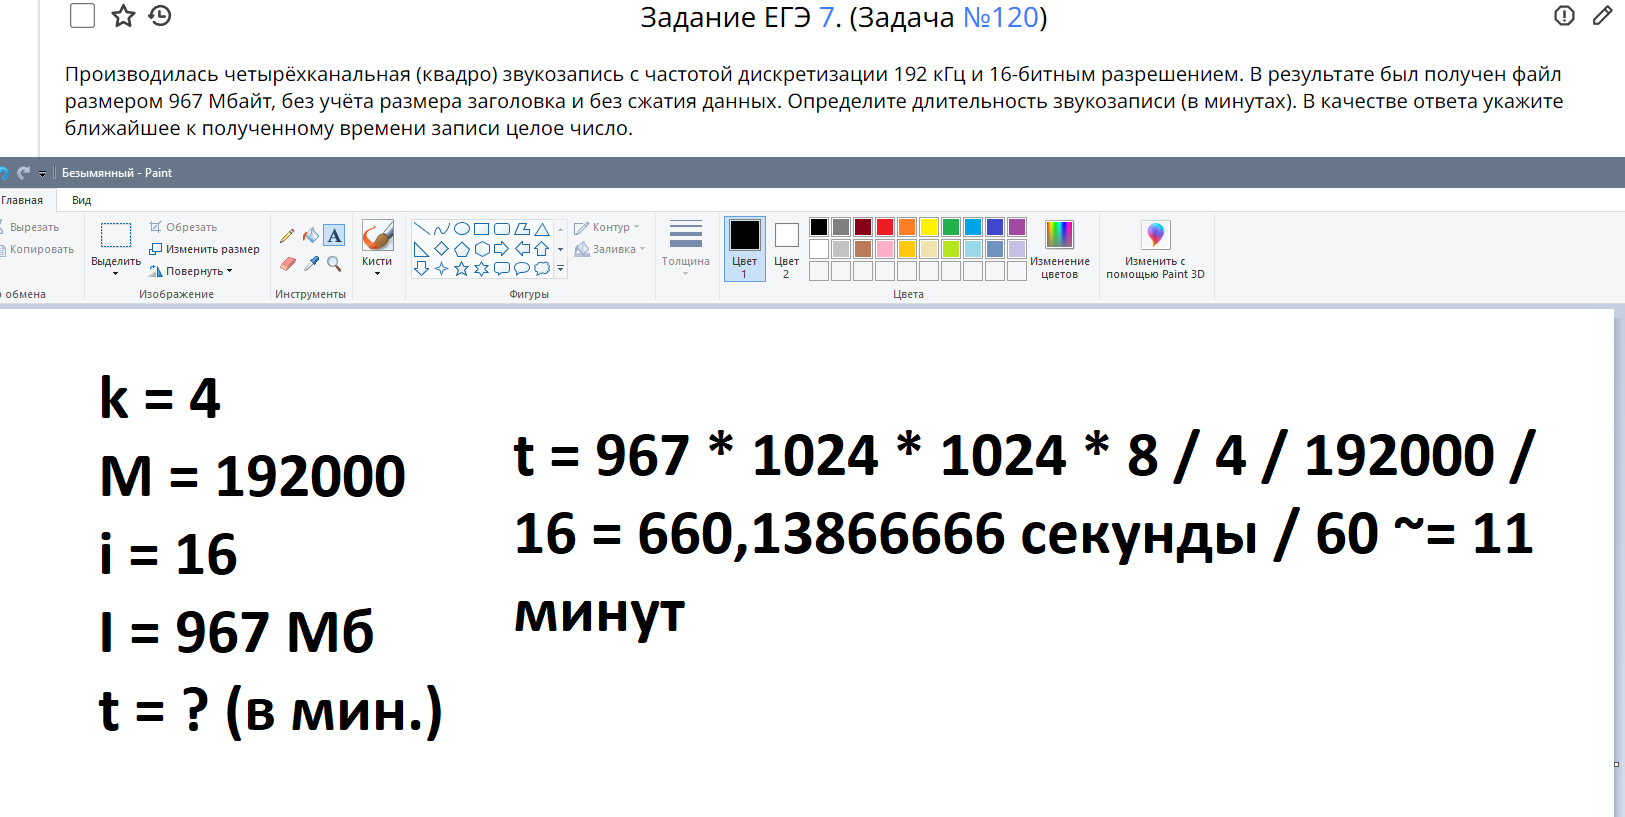 Задание ЕГЭ 7. (Задача №120)
Производилась четырёхканальная (квадро) звукозапись с частотой дискретизации 192 кГц и 16-битным разрешением. В результате был получен файл
размером 967 Мбайт, без учёта размера заголовка и без сжатия данных. Определите длительность звукозаписи (в минутах). В качестве ответа укажите
ближайшее к полученному времени записи целое число.
Безымянный - Paint
Главная Вид
Вырезать
Копировать
обмена
Выделить
Обрезать
Изменить размер
Повернуть
Изображение
A
Инструменты
Кисти
Контур
Заливка
Фигуры
Толщина
Цвет
1
Цвет
2
Изменение
цветов
Цвета
Изменить с
помощью Paint 3D
k = 4
M = 192000
i = 16
I = 967 Мб
t = ? (в мин.)
t = 967 * 1024 * 1024 * 8 / 4 / 192000 /
16 = 660,13866666 секунды / 60 ~= 11
минут